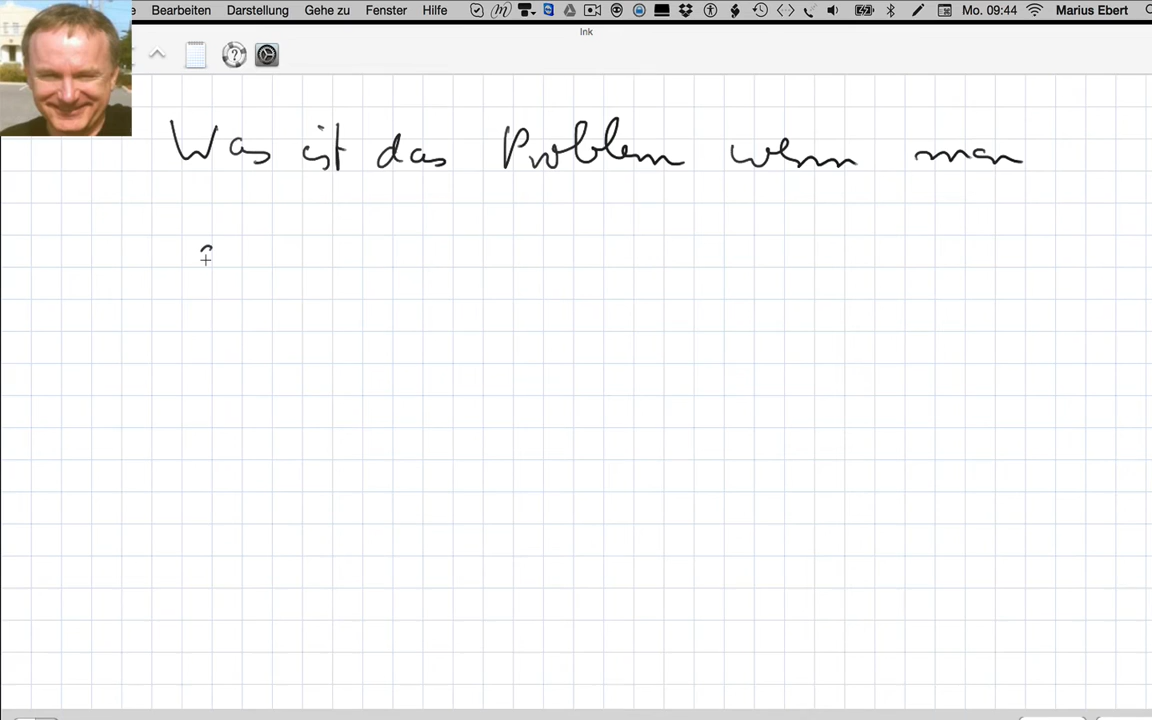 Bearbeiten Darstellung Gehe zu Fenster Hilfe Mo. 09:44 Marius Ebert
Ink
Was ist das Problem wenn man